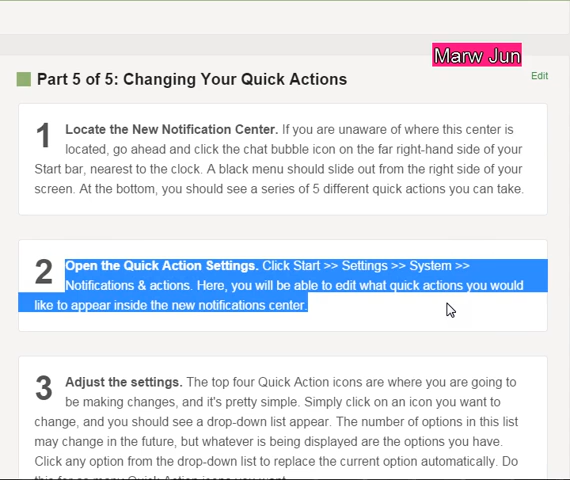 Marw Jun
Part 5 of 5: Changing Your Quick Actions
Edit
1
Locate the New Notification Center. If you are unaware of where this center is
located, go ahead and click the chat bubble icon on the far right-hand side of your
Start bar, nearest to the clock. A black menu should slide out from the right side of your
screen. At the bottom, you should see a series of 5 different quick actions you can take.
2
Open the Quick Action Settings. Click Start >> Settings >> System >>
Notifications & actions. Here, you will be able to edit what quick actions you would
like to appear inside the new notifications center.
3
Adjust the settings. The top four Quick Action icons are where you are going to
be making changes, and it's pretty simple. Simply click on an icon you want to
change, and you should see a drop-down list appear. The number of options in this list
may change in the future, but whatever is being displayed are the options you have.
Click any option from the drop-down list to replace the current option automatically. Do
this for as many Quick Action icons you want.